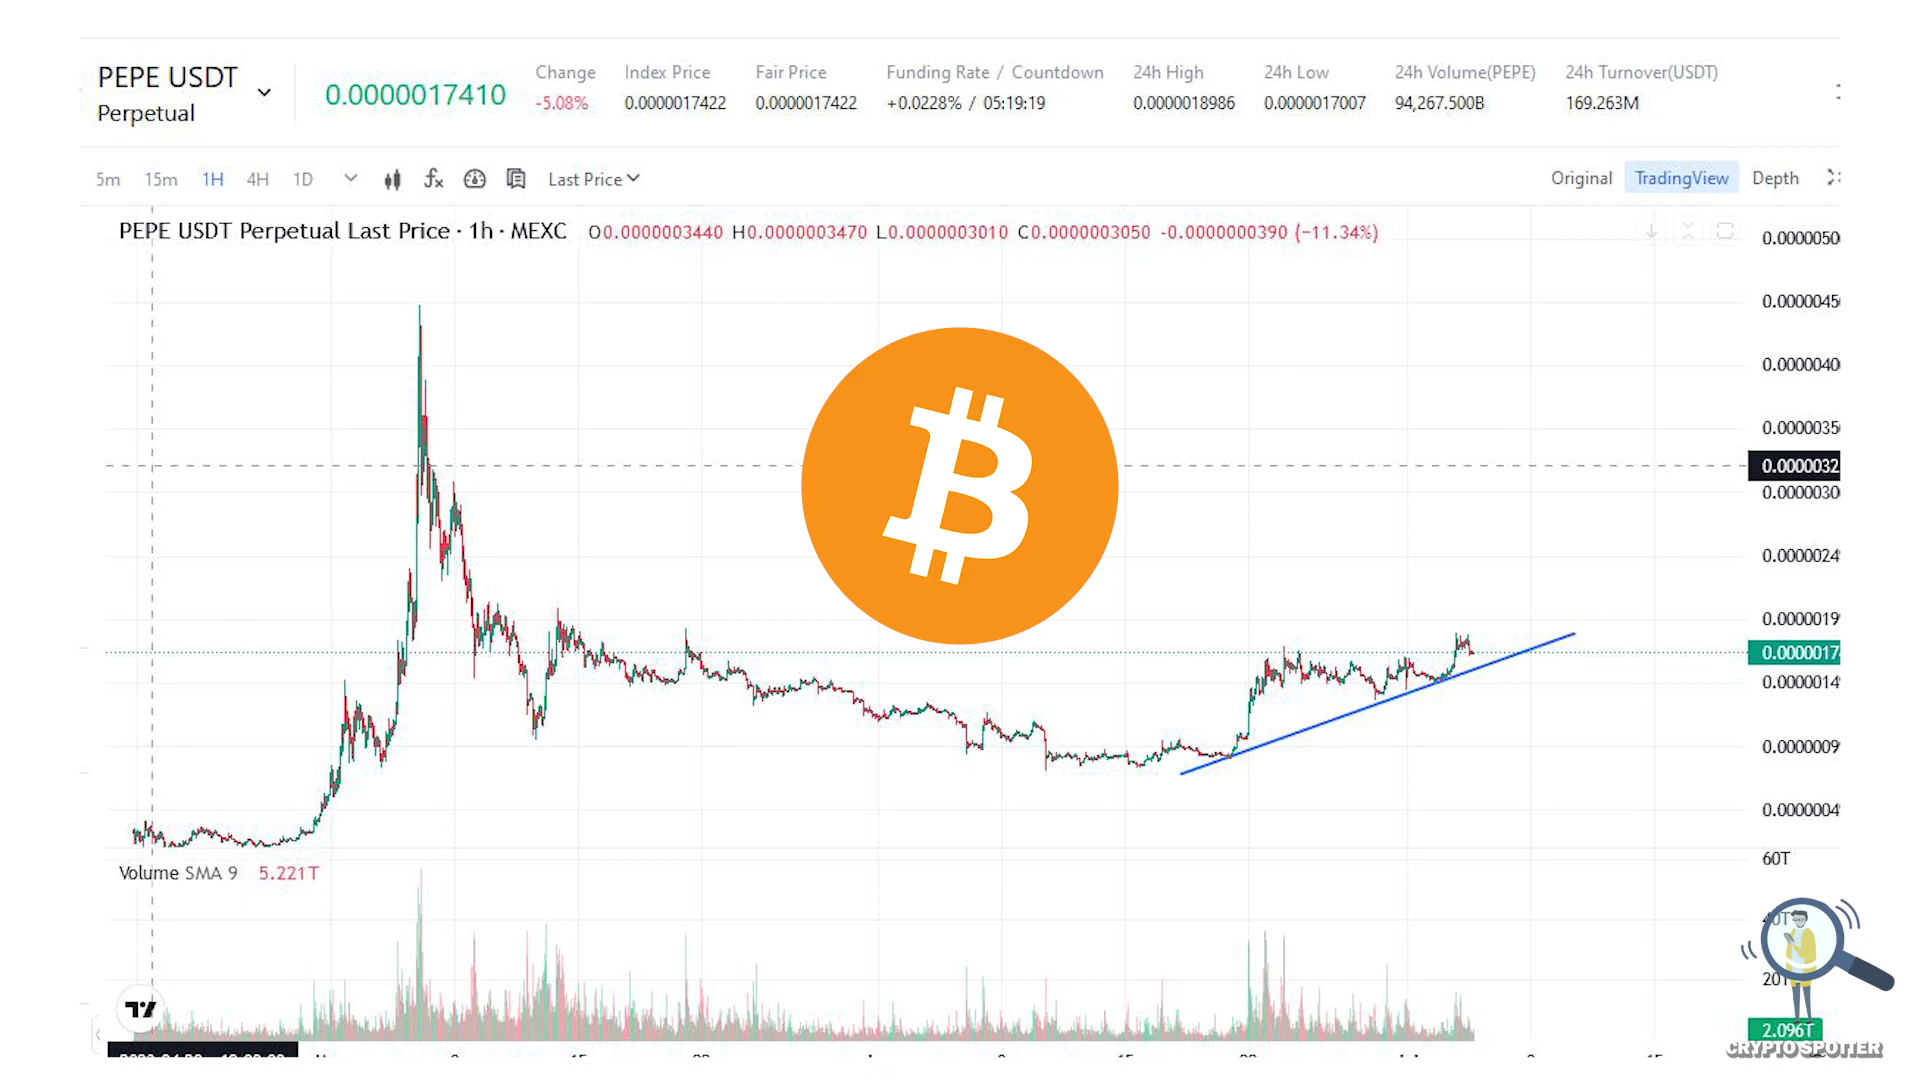 PEPE USDT
Perpetual
0.0000017410
Change
-5.08%
Index Price
0.0000017422
Fair Price
0.0000017422
Funding Rate / Countdown
+0.0228% / 05:19:19
24h High
0.0000018986
24h Low
0.0000017007
24h Volume(PEPE)
94,267.500B
24h Turnover(USDT)
169.263M
5m 15m 1H 4H 1D Last Price
Original TradingView Depth
PEPE USDT Perpetual Last Price · 1h · MEXC O0.0000003440 H0.0000003470 L0.0000003010 C0.0000003050 -0.0000000390 (-11.34%)
0.0000050
0.0000045
0.0000040
0.0000035
0.0000032
0.0000030
0.0000024
0.0000019
0.0000017
0.0000014
0.0000009
0.0000004
Volume SMA 9 5.221T
60T
40T
20T
2.096T
CRYPTO SPOTTER